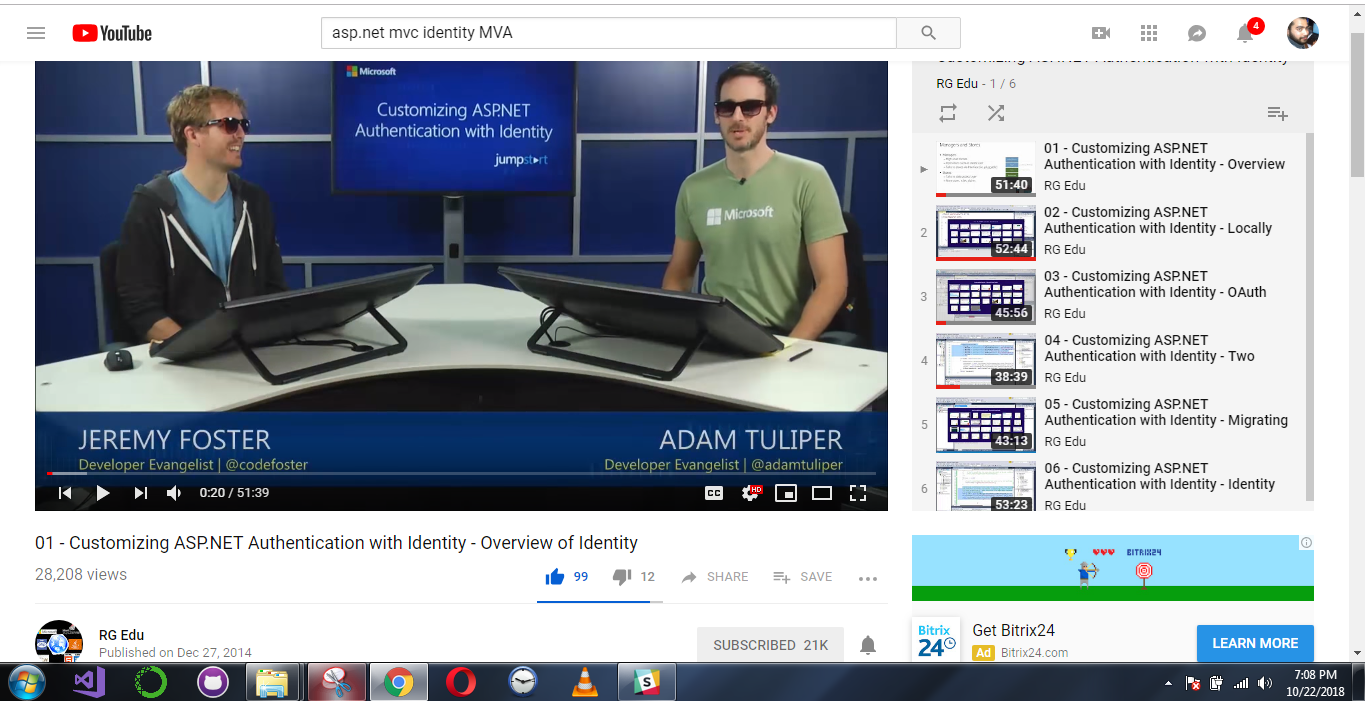 YouTube
asp.net mvc identity MVA
4
Microsoft
Customizing ASP.NET
Authentication with Identity
jumpstart
Microsoft
JEREMY FOSTER
Developer Evangelist | @codefoster
ADAM TULIPER
Developer Evangelist | @adamtuliper
0:20 / 51:39
CC
HD
Customizing ASP.NET Authentication with Identity
RG Edu - 1 / 6
51:40
01 - Customizing ASP.NET
Authentication with Identity - Overview
RG Edu
2
52:44
02 - Customizing ASP.NET
Authentication with Identity - Locally
RG Edu
3
45:56
03 - Customizing ASP.NET
Authentication with Identity - OAuth
RG Edu
4
38:39
04 - Customizing ASP.NET
Authentication with Identity - Two
RG Edu
5
43:13
05 - Customizing ASP.NET
Authentication with Identity - Migrating
RG Edu
6
53:23
06 - Customizing ASP.NET
Authentication with Identity - Identity
RG Edu
01 - Customizing ASP.NET Authentication with Identity - Overview of Identity
28,208 views
99
12
SHARE
SAVE
RG Edu
Published on Dec 27, 2014
SUBSCRIBED 21K
BITRIX24
Bitrix
24
Get Bitrix24
Ad Bitrix24.com
LEARN MORE
S
7:08 PM
10/22/2018